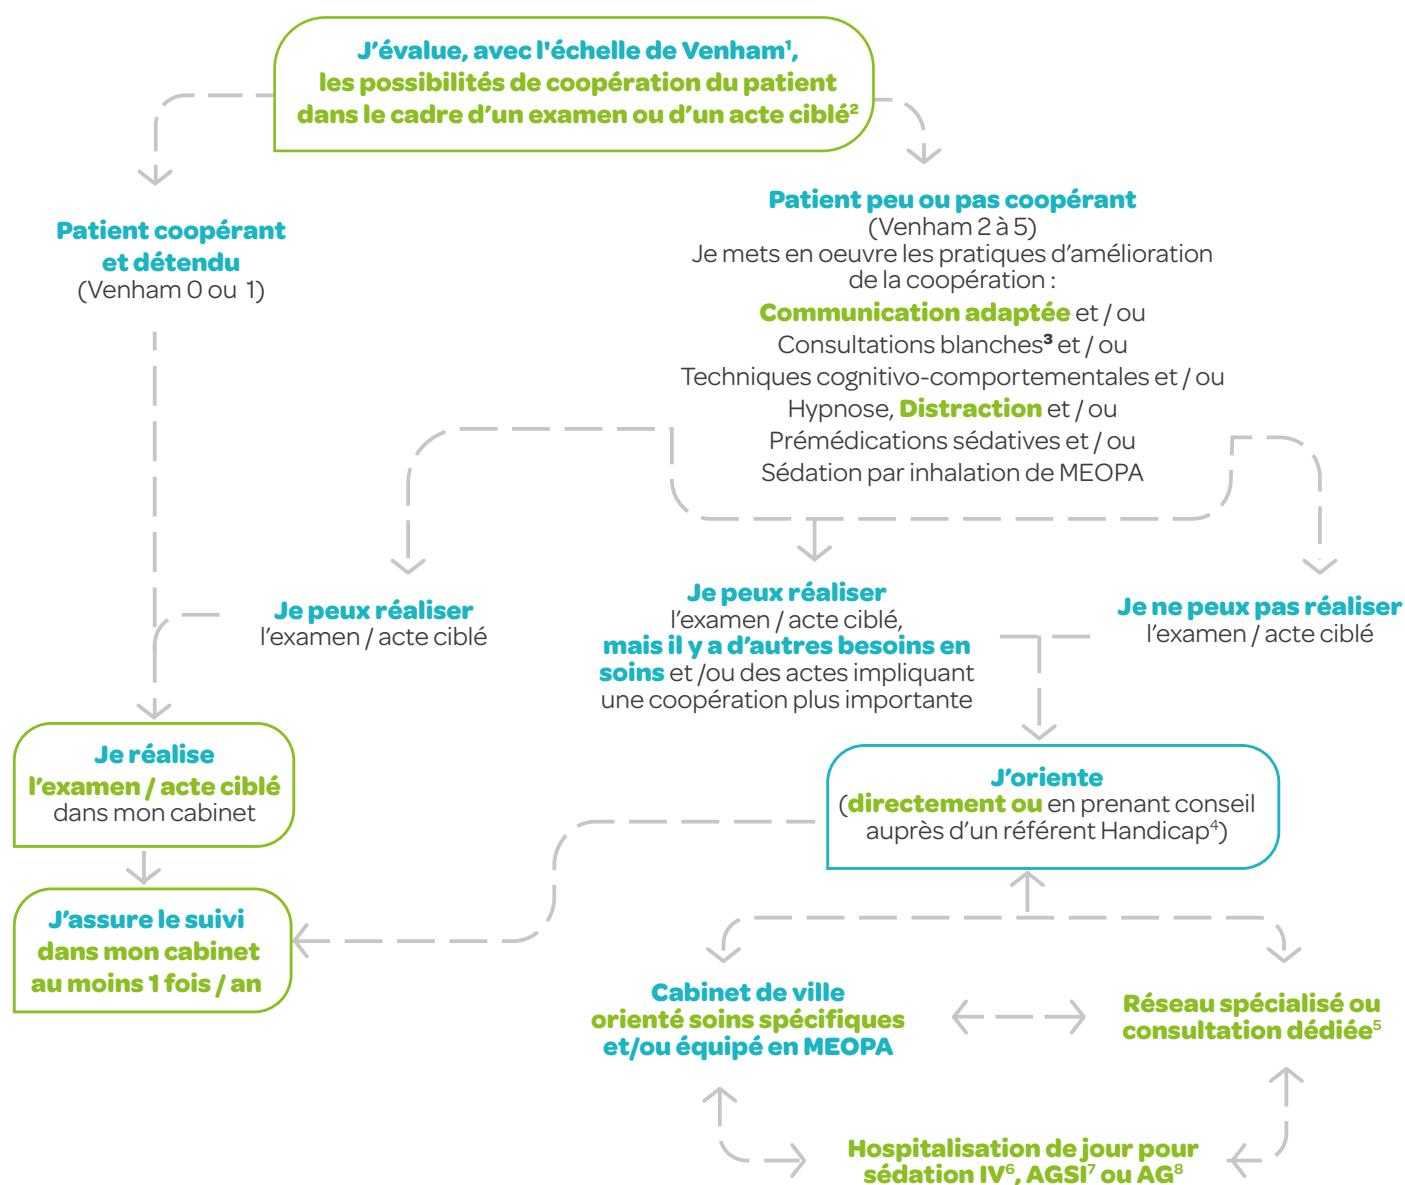 J’évalue, avec l'échelle de Venham¹,
les possibilités de coopération du patient
dans le cadre d’un examen ou d’un acte ciblé²
Patient coopérant
et détendu
(Venham 0 ou 1)
Patient peu ou pas coopérant
(Venham 2 à 5)
Je mets en oeuvre les pratiques d’amélioration
de la coopération :
Communication adaptée et / ou
Consultations blanches³ et / ou
Techniques cognitivo-comportementales et / ou
Hypnose, Distraction et / ou
Prémédications sédatives et / ou
Sédation par inhalation de MEOPA
Je peux réaliser
l’examen / acte ciblé
Je peux réaliser
l’examen / acte ciblé,
mais il y a d’autres besoins en
soins et /ou des actes impliquant
une coopération plus importante
Je ne peux pas réaliser
l’examen / acte ciblé
Je réalise
l’examen / acte ciblé
dans mon cabinet
J’oriente
(directement ou en prenant conseil
auprès d’un référent Handicap⁴)
J’assure le suivi
dans mon cabinet
au moins 1 fois / an
Cabinet de ville
orienté soins spécifiques
et/ou équipé en MEOPA
Réseau spécialisé ou
consultation dédiée⁵
Hospitalisation de jour pour
sédation IV⁶, AGSI⁷ ou AG⁸